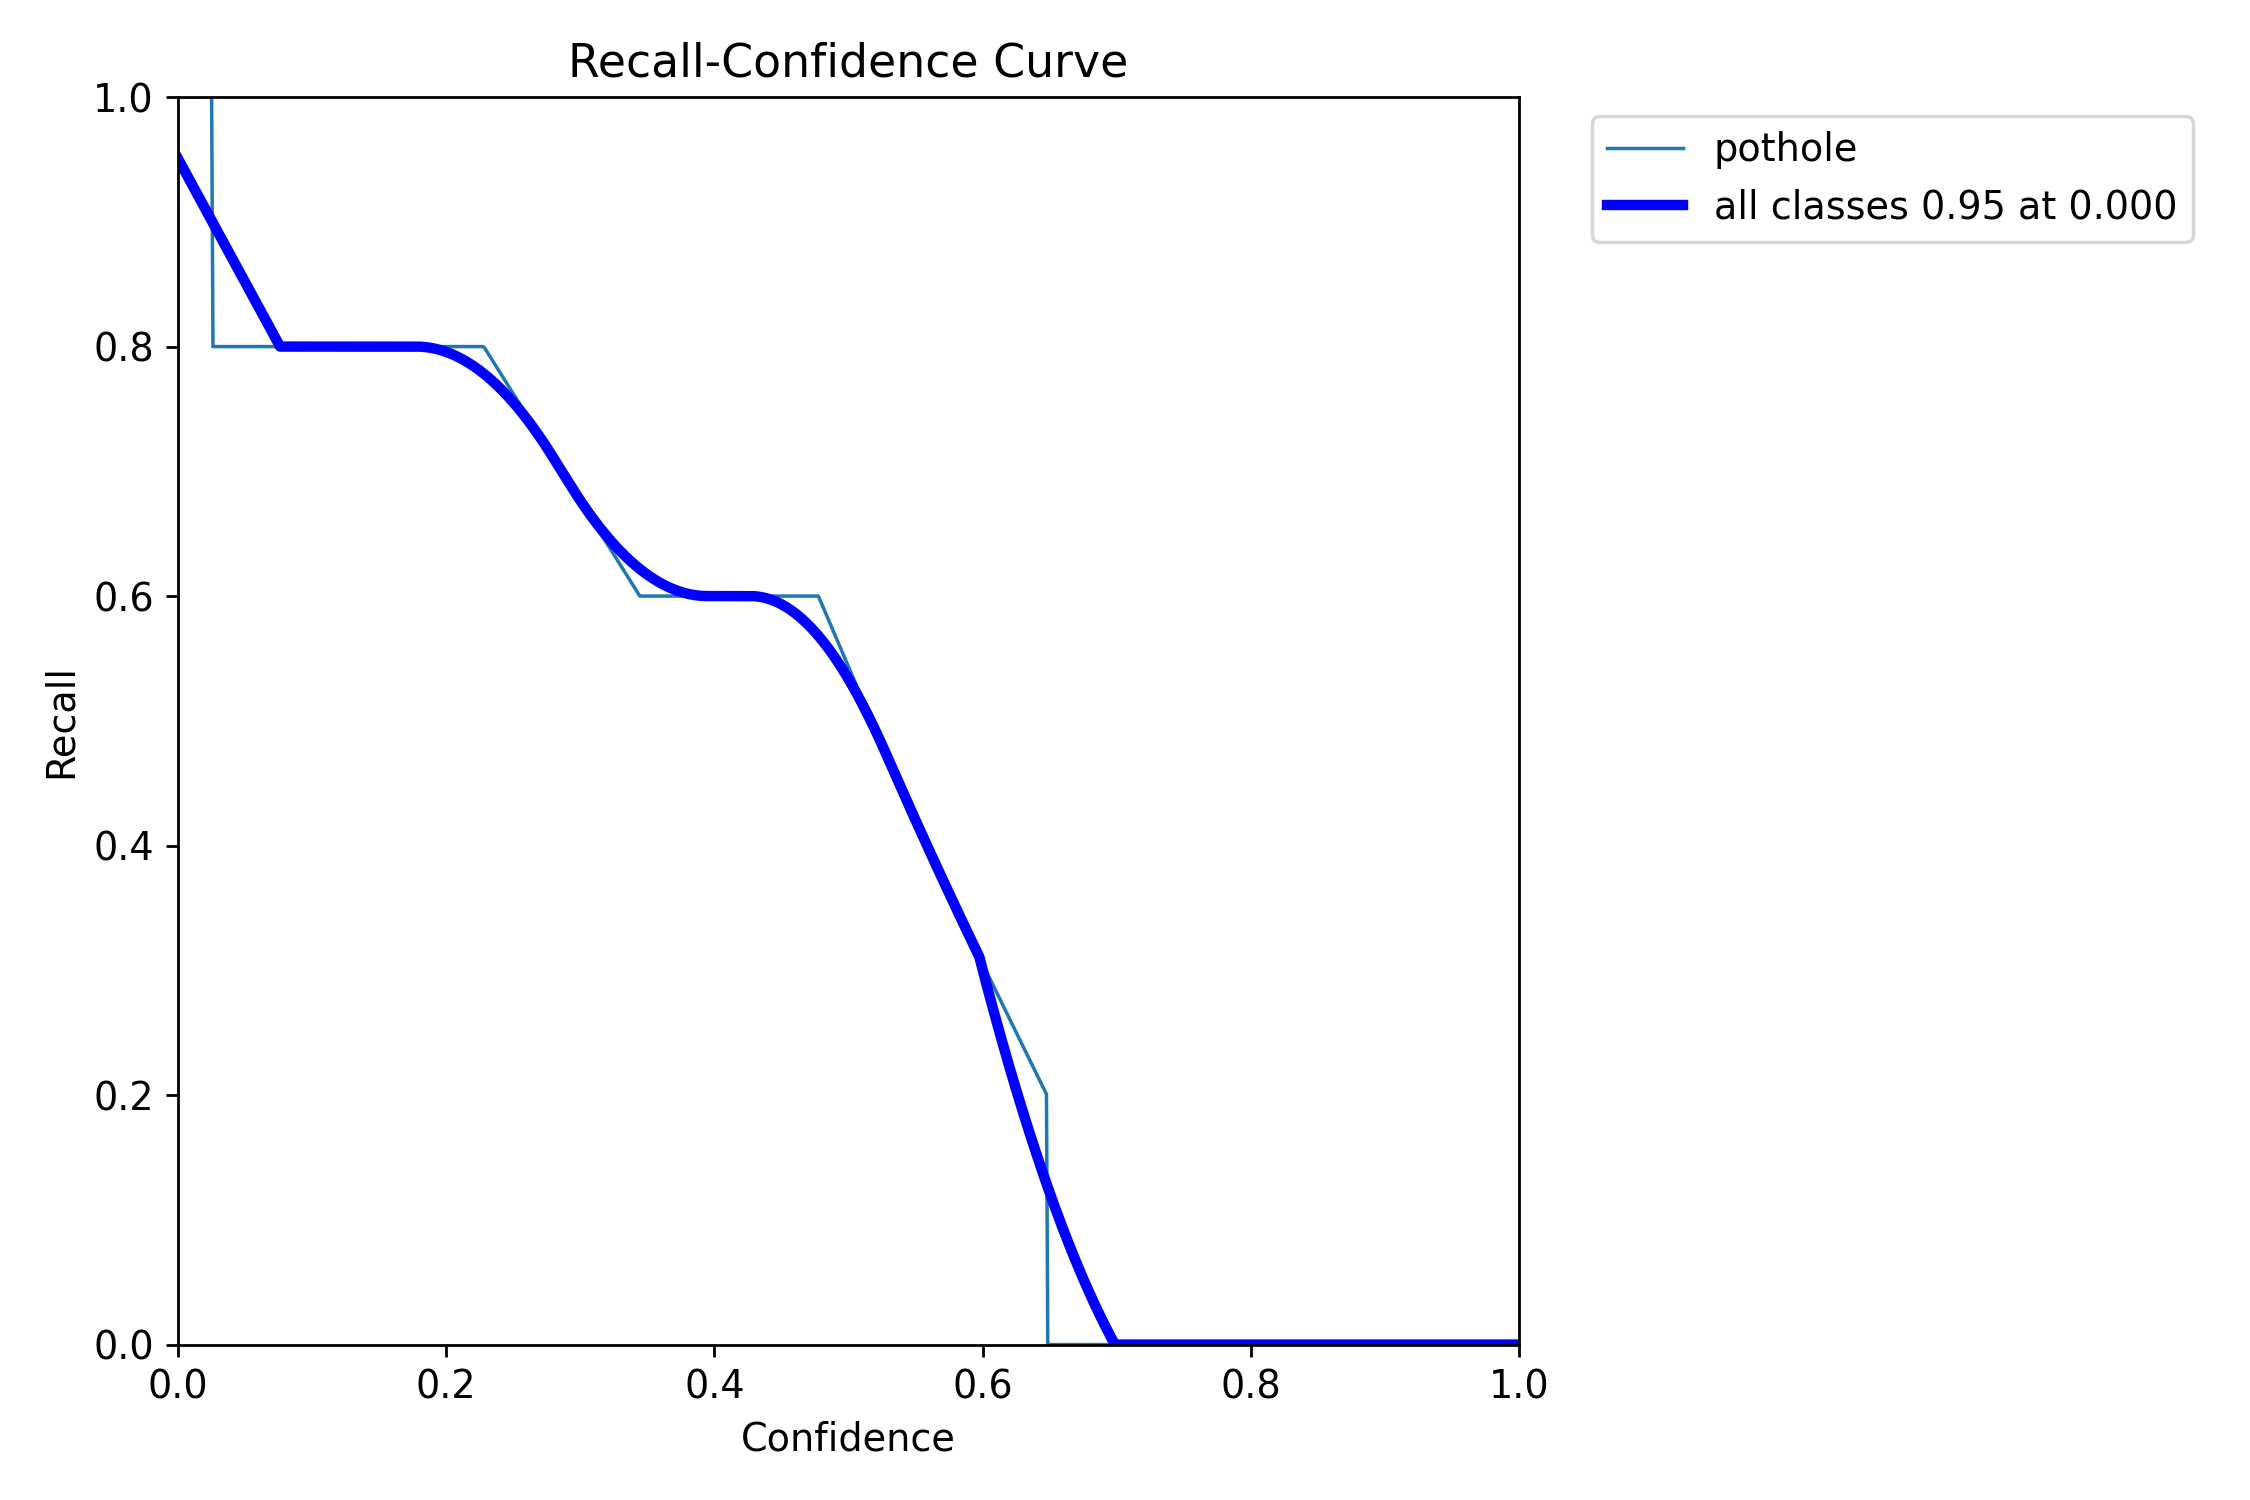 Recall-Confidence Curve
pothole
all classes 0.95 at 0.000
1.0
0.8
0.6
0.4
0.2
0.0
Recall
0.0 0.2 0.4 0.6 0.8 1.0
Confidence